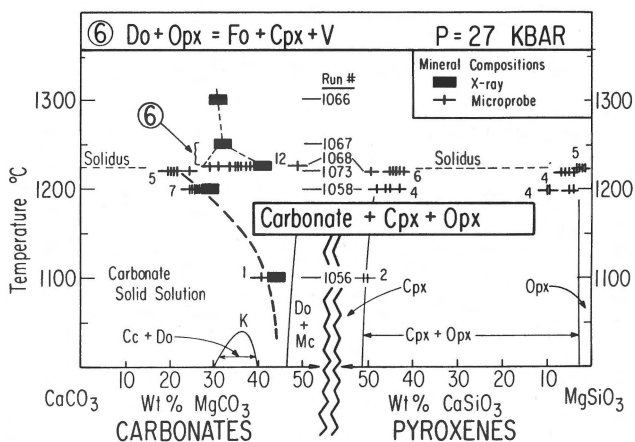 ⑥ Do + Opx = Fo + Cpx + V P = 27 KBAR
Mineral Compositions
X-ray
Microprobe
Run #
1066
1067
1068
1073
1058
1056
⑥
Solidus
Solidus
12
5
7
1
6
4
2
5
4
4
Carbonate + Cpx + Opx
Carbonate
Solid Solution
K
Cc + Do
Do
+
Mc
Cpx
Opx
Cpx + Opx
Temperature °C
1300
1200
1100
1300
1200
1100
10 20 30 40 50
50 40 30 20 10
CaCO3 Wt % MgCO3
Wt % CaSiO3 MgSiO3
CARBONATES PYROXENES